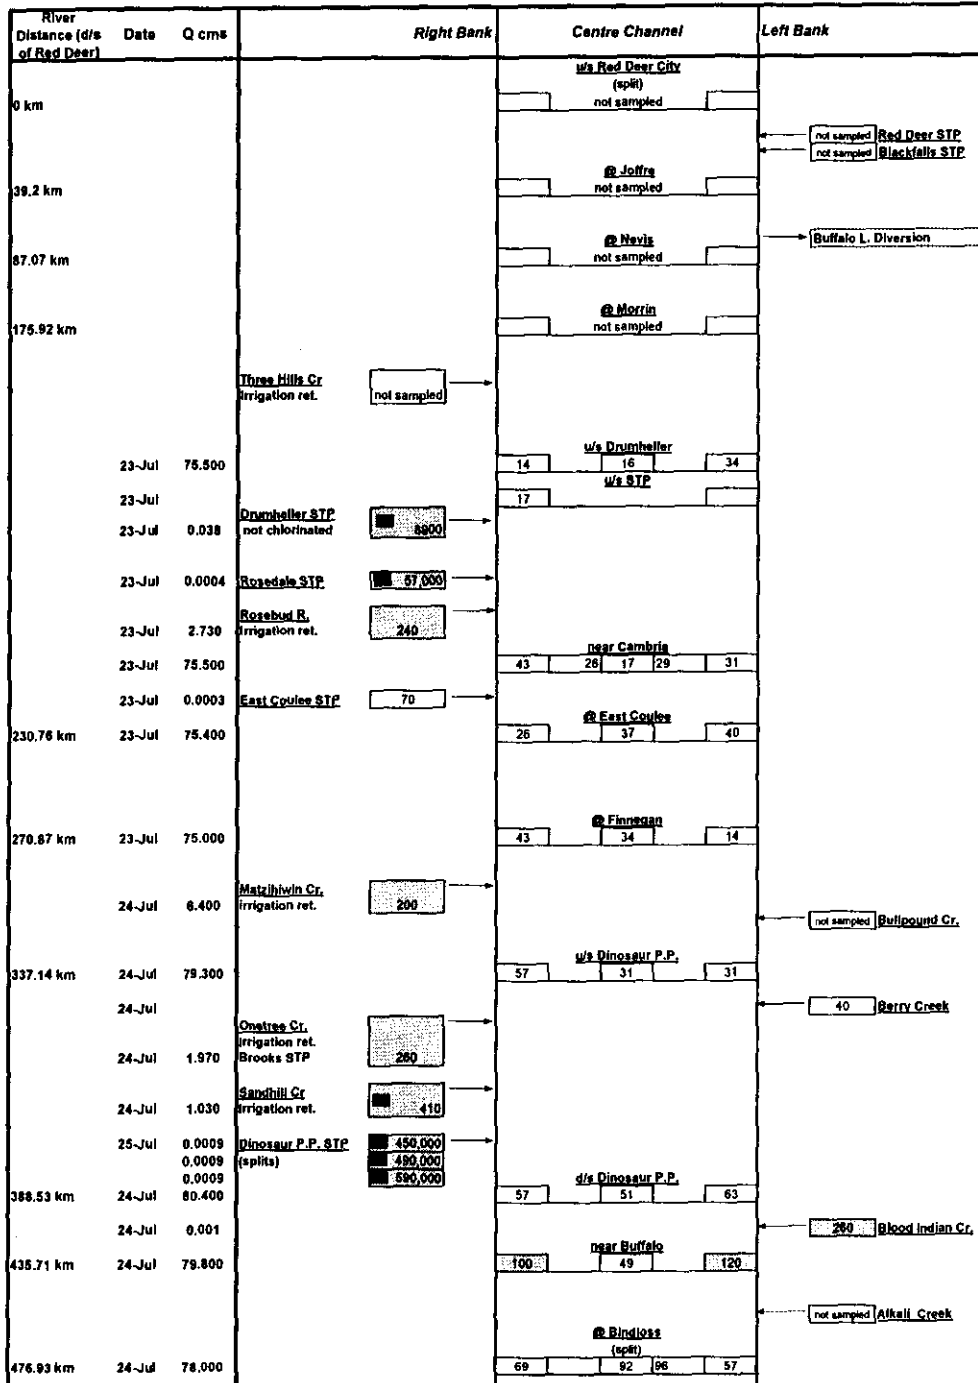 River Distance (d/s of Red Deer) Date Q cms Right Bank Centre Channel Left Bank
u/s Red Deer City
(split)
0 km not sampled
not sampled Red Deer STP
not sampled Blackfalls STP
@ Joffre
39.2 km not sampled
@ Nevis Buffalo L. Diversion
87.07 km not sampled
@ Morrin
175.92 km not sampled
Three Hills Cr
irrigation ret. not sampled
u/s Drumheller
23-Jul 75.500 14 16 34
u/s STP
23-Jul 17
Drumheller STP
23-Jul 0.038 not chlorinated 8900
23-Jul 0.0004 Rosedale STP 57,000
Rosebud R.
23-Jul 2.730 irrigation ret. 240
near Cambria
23-Jul 75.500 43 26 17 29 31
23-Jul 0.0003 East Coulee STP 70
@ East Coulee
230.76 km 23-Jul 75.400 26 37 40
@ Finnegan
270.87 km 23-Jul 75.000 43 34 14
Matzihiwin Cr.
24-Jul 6.400 irrigation ret. 200
not sampled Bullpound Cr.
u/s Dinosaur P.P.
337.14 km 24-Jul 79.300 57 31 31
24-Jul 40 Berry Creek
Onetree Cr.
irrigation ret.
24-Jul 1.970 Brooks STP 260
Sandhill Cr
24-Jul 1.030 irrigation ret. 410
25-Jul 0.0009 Dinosaur P.P. STP 450,000
0.0009 (splits) 490,000
0.0009 590,000
d/s Dinosaur P.P.
388.53 km 24-Jul 80.400 57 51 63
24-Jul 0.001 260 Blood Indian Cr.
near Buffalo
435.71 km 24-Jul 79.800 100 49 120
not sampled Alkali Creek
@ Bindloss
(split)
476.93 km 24-Jul 78.000 69 92 96 57